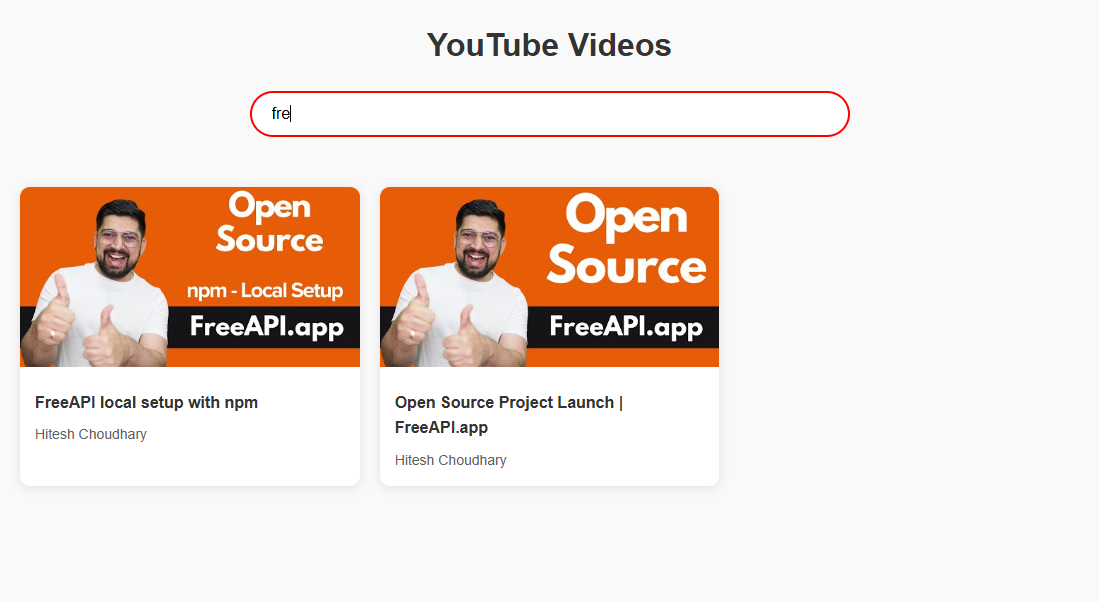 YouTube Videos
fre
Open
Source
npm - Local Setup
FreeAPI.app
FreeAPI local setup with npm
Hitesh Choudhary
Open
Source
FreeAPI.app
Open Source Project Launch |
FreeAPI.app
Hitesh Choudhary